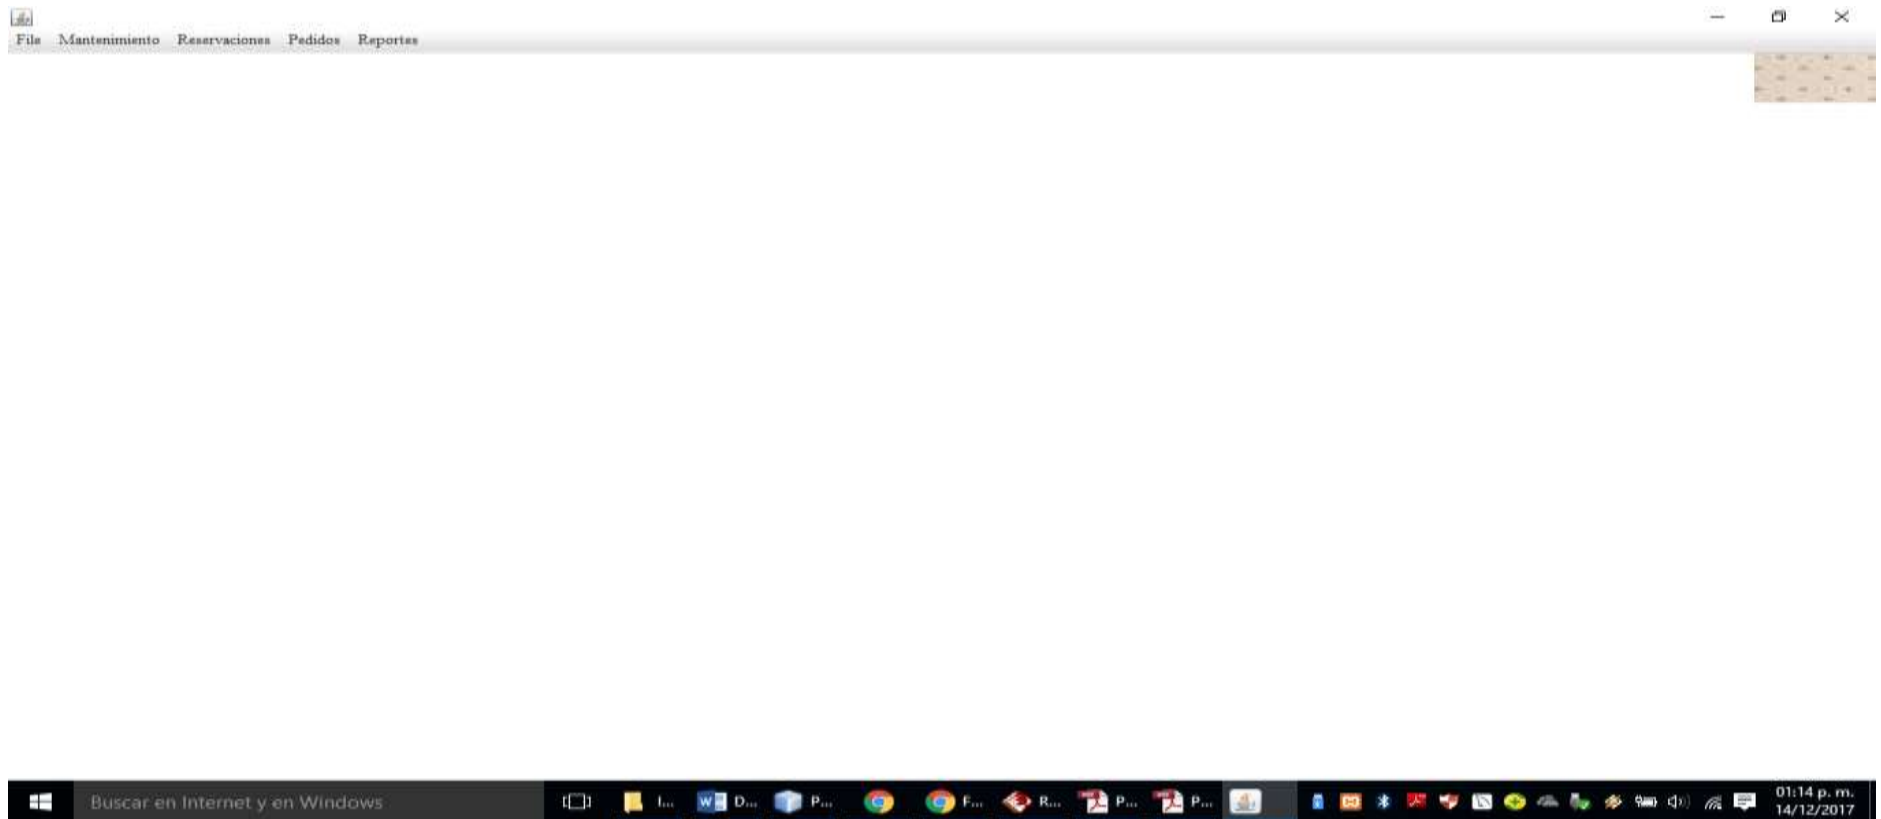 File Mantenimiento Reservaciones Pedidos Reportes
Buscar en Internet y en Windows I... D... P... F... R... P... P... 01:14 p. m.
14/12/2017